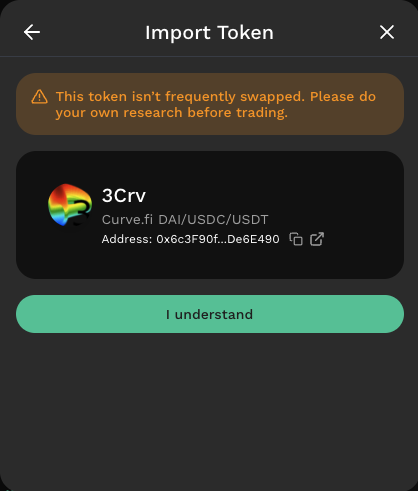 Import Token
This token isn't frequently swapped. Please do
your own research before trading.
3Crv
Curve.fi DAI/USDC/USDT
Address: 0x6c3F90f...De6E490
I understand